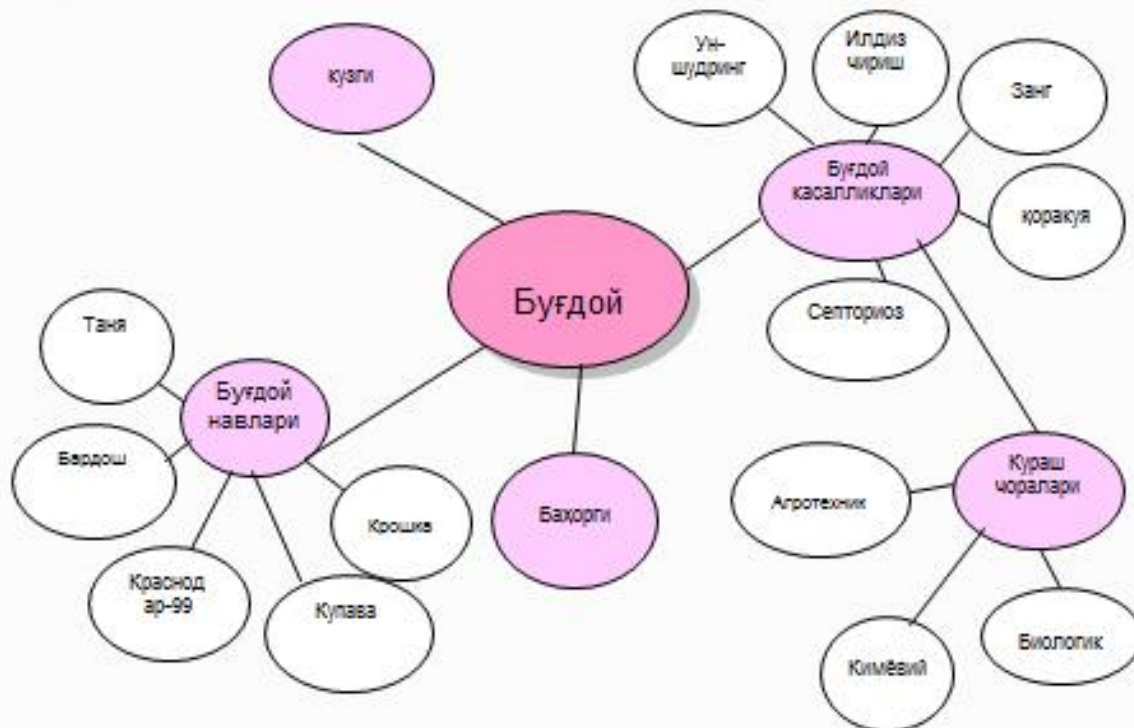 кузги
Ун-
шудринг
Илдиз
чириш
Занг
Буғдой
касалликлари
қоракуя
Буғдой
Септориоз
Таня
Буғдой
навлари
Бардош
Крошка
Баҳорги
Кураш
чоралари
Агротехник
Краснод
ар-99
Купава
Кимёвий
Биологик